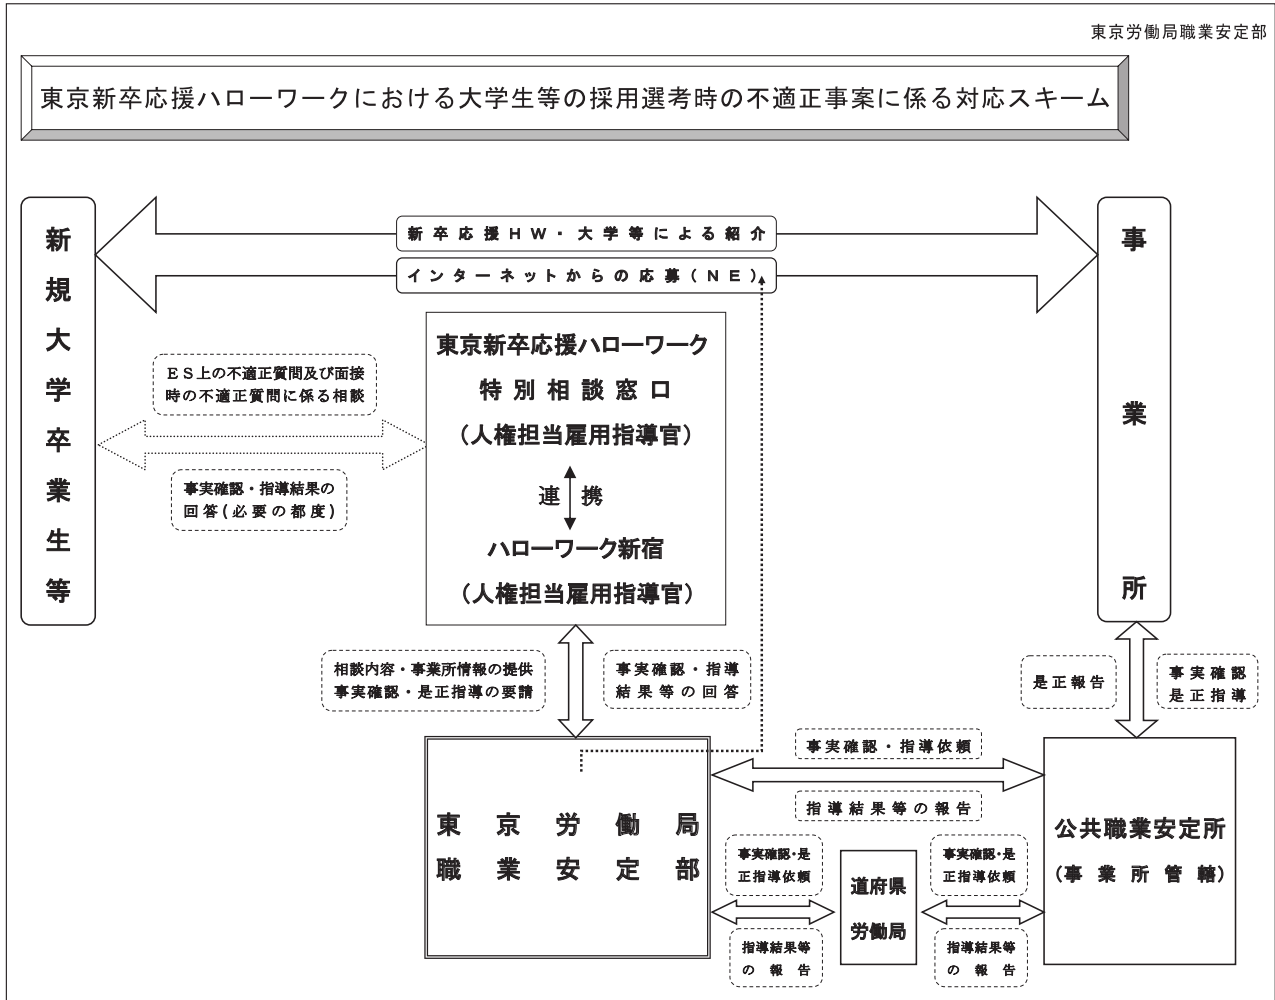 東京労働局職業安定部
東京新卒応援ハローワークにおける大学生等の採用選考時の不適正事案に係る対応スキーム
新規大学卒業生等
新卒応援HW・大学等による紹介
インターネットからの応募(NE)
事業所
東京新卒応援ハローワーク
特別相談窓口
(人権担当雇用指導官)
連携
ハローワーク新宿
(人権担当雇用指導官)
ES上の不適正質問及び面接
時の不適正質問に係る相談
事実確認・指導結果の
回答(必要の都度)
相談内容・事業所情報の提供
事実確認・是正指導の要請
事実確認・指導
結果等の回答
是正報告
事実確認
是正指導
東京労働局
職業安定部
事実確認・指導依頼
指導結果等の報告
公共職業安定所
(事業所管轄)
事実確認・是
正指導依頼
道府県
労働局
事実確認・是
正指導依頼
指導結果等
の報告
指導結果等
の報告